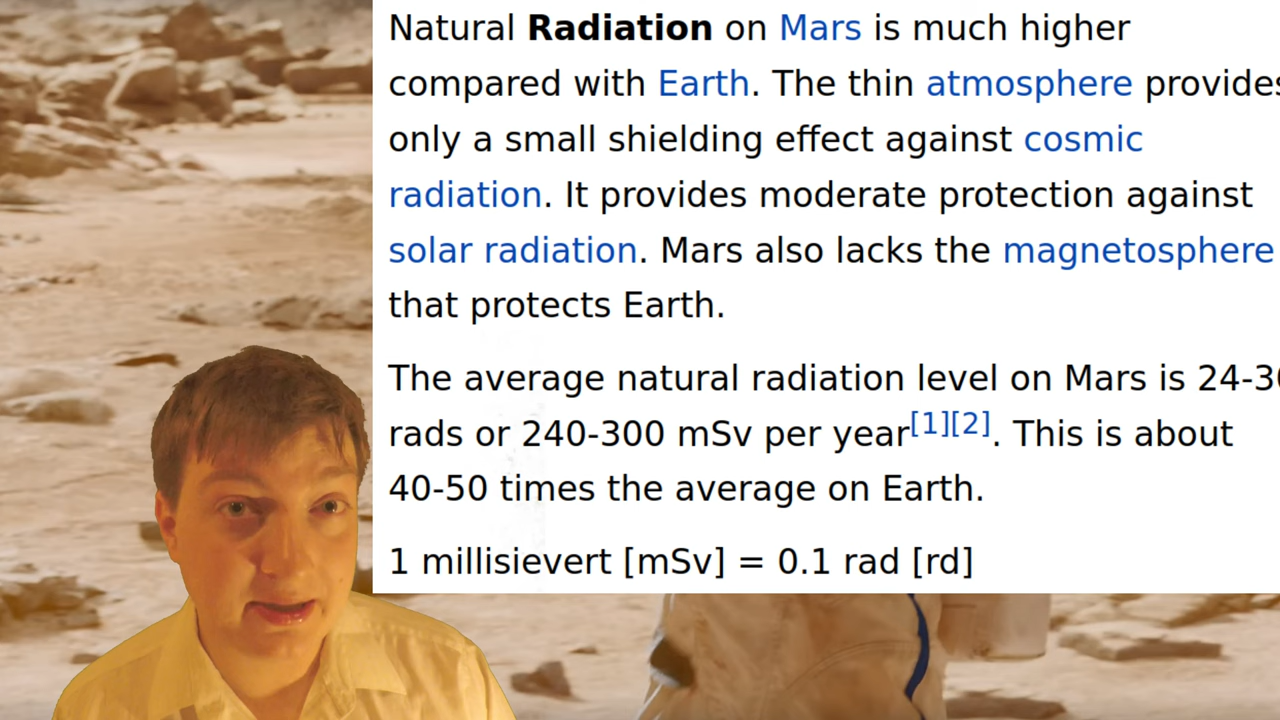 Natural Radiation on Mars is much higher
compared with Earth. The thin atmosphere provides
only a small shielding effect against cosmic
radiation. It provides moderate protection against
solar radiation. Mars also lacks the magnetosphere
that protects Earth.
The average natural radiation level on Mars is 24-30
rads or 240-300 mSv per year[1][2]. This is about
40-50 times the average on Earth.
1 millisievert [mSv] = 0.1 rad [rd]